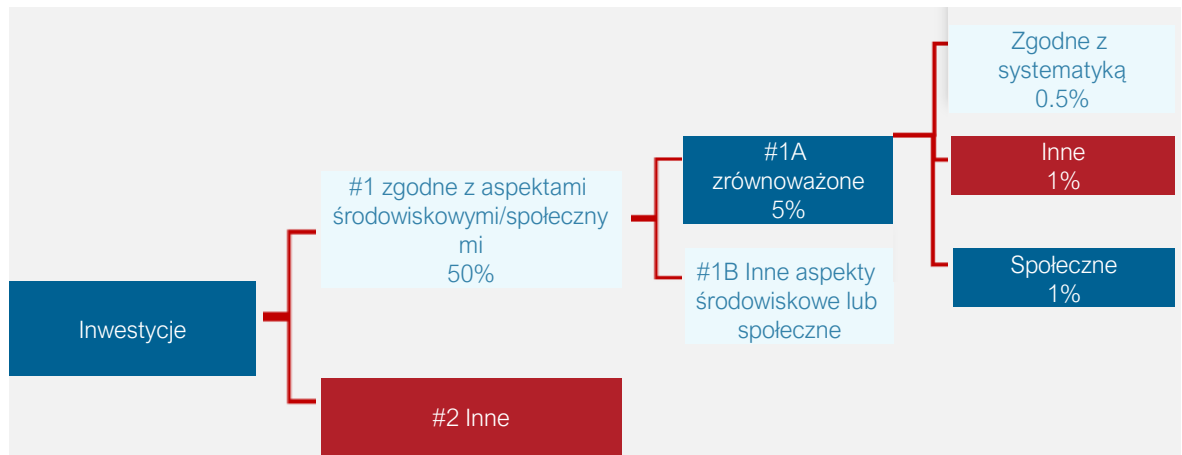 Inwestycje
#1 zgodne z aspektami
środowiskowymi/społeczny
mi
50%
#2 Inne
#1A
zrównoważone
5%
#1B Inne aspekty
środowiskowe lub
społeczne
Zgodne z
systematyką
0.5%
Inne
1%
Społeczne
1%